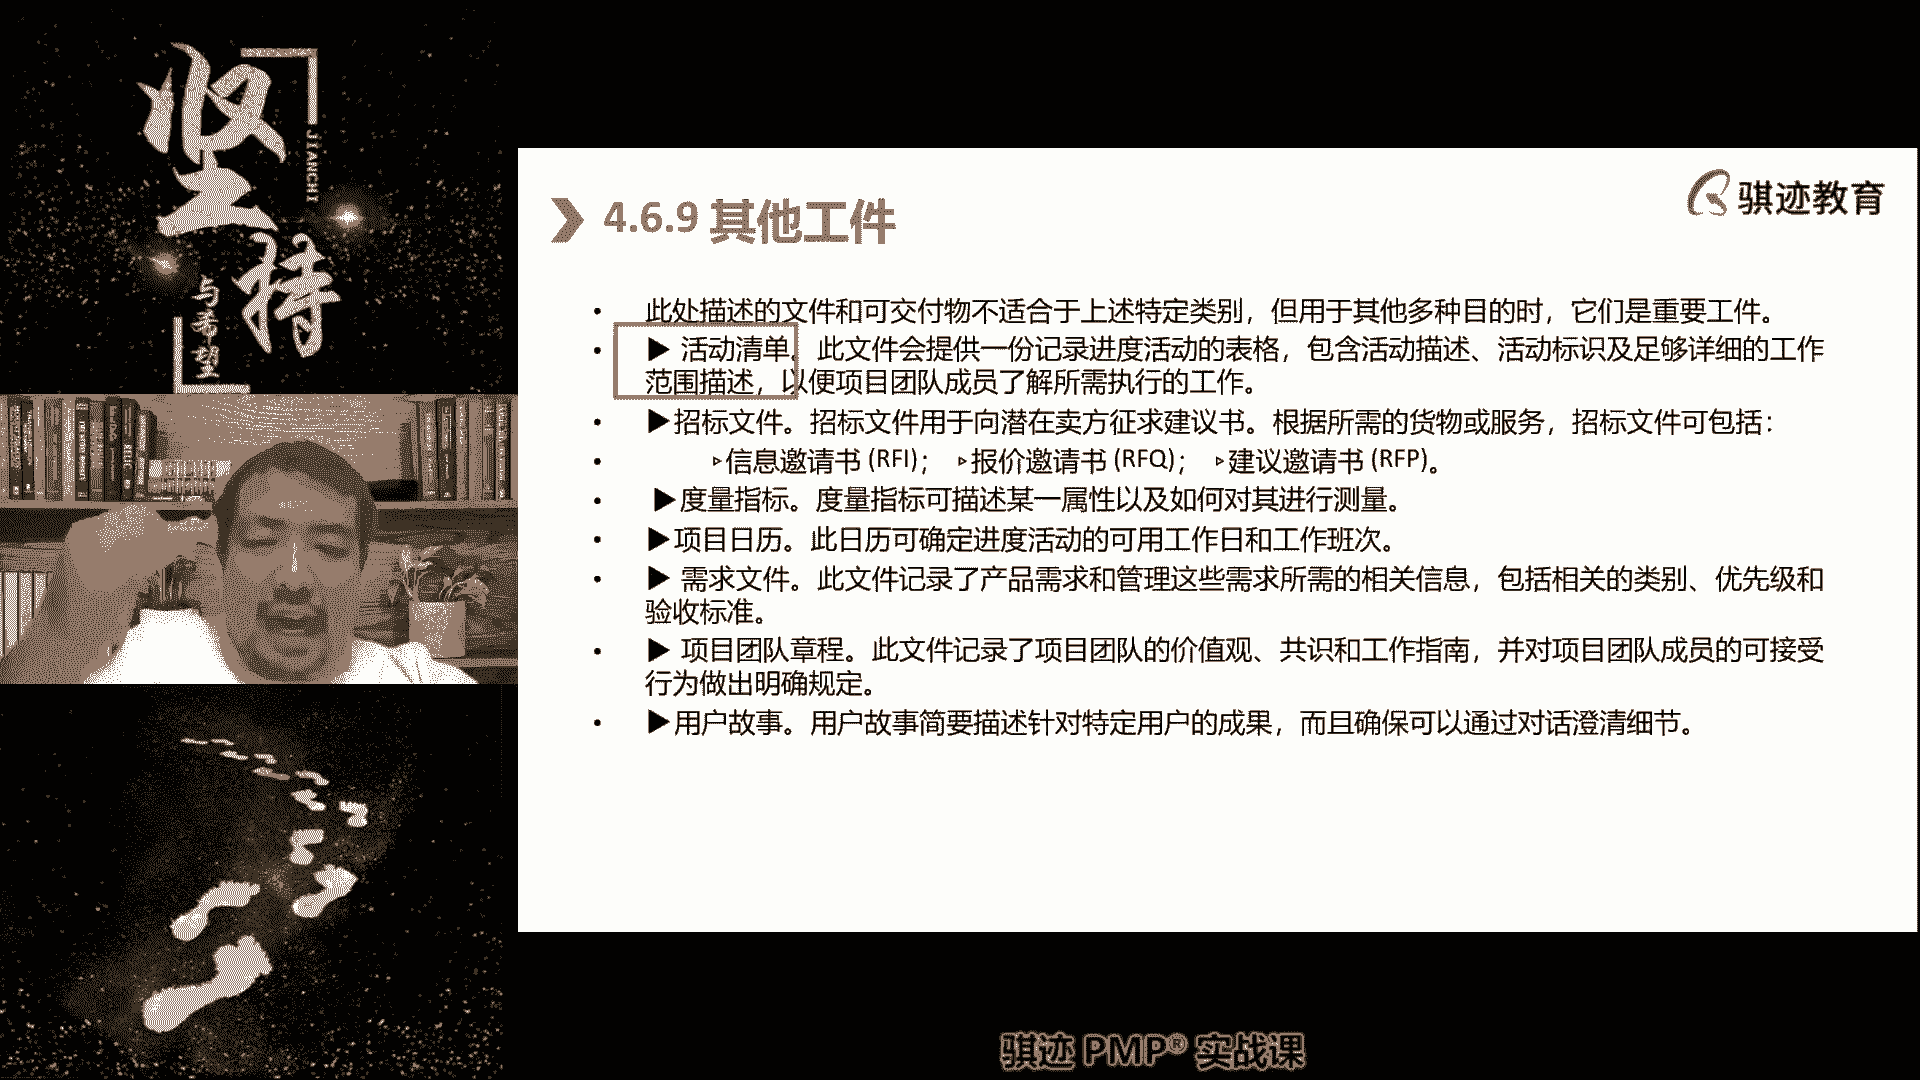 坚持
JIANCHI
与希望
骐迹教育
4.6.9 其他工件
• 此处描述的文件和可交付物不适合于上述特定类别，但用于其他多种目的时，它们是重要工件。
• ▶ 活动清单。此文件会提供一份记录进度活动的表格，包含活动描述、活动标识及足够详细的工作
范围描述，以便项目团队成员了解所需执行的工作。
• ▶招标文件。招标文件用于向潜在卖方征求建议书。根据所需的货物或服务，招标文件可包括：
• ▹信息邀请书 (RFI)； ▹报价邀请书 (RFQ)； ▹建议邀请书 (RFP)。
• ▶度量指标。度量指标可描述某一属性以及如何对其进行测量。
• ▶项目日历。此日历可确定进度活动的可用工作日和工作班次。
• ▶ 需求文件。此文件记录了产品需求和管理这些需求所需的相关信息，包括相关的类别、优先级和
验收标准。
• ▶ 项目团队章程。此文件记录了项目团队的价值观、共识和工作指南，并对项目团队成员的可接受
行为做出明确规定。
• ▶用户故事。用户故事简要描述针对特定用户的成果，而且确保可以通过对话澄清细节。
骐迹 PMP® 实战课